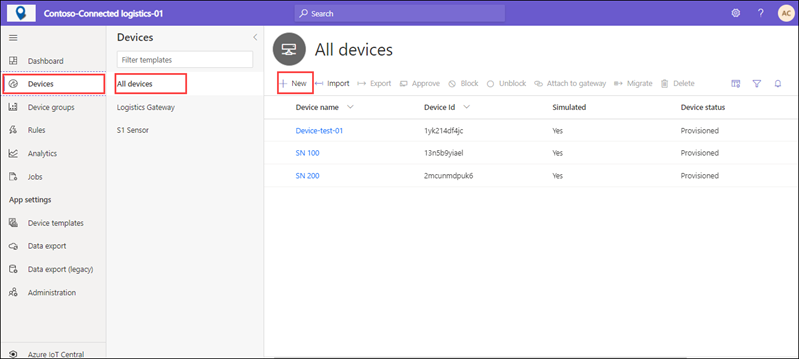 Contoso-Connected logistics-01
Search
?
AC
Dashboard
Devices
Device groups
Rules
Analytics
Jobs
App settings
Device templates
Data export
Data export (legacy)
Administration
Azure IoT Central
Devices
Filter templates
All devices
Logistics Gateway
S1 Sensor
All devices
New Import Export Approve Block Unblock Attach to gateway Migrate Delete
Device name Device Id Simulated Device status
Device-test-01 1yk214df4jc Yes Provisioned
SN 100 13n5b9yiael Yes Provisioned
SN 200 2mcunmdpuk6 Yes Provisioned